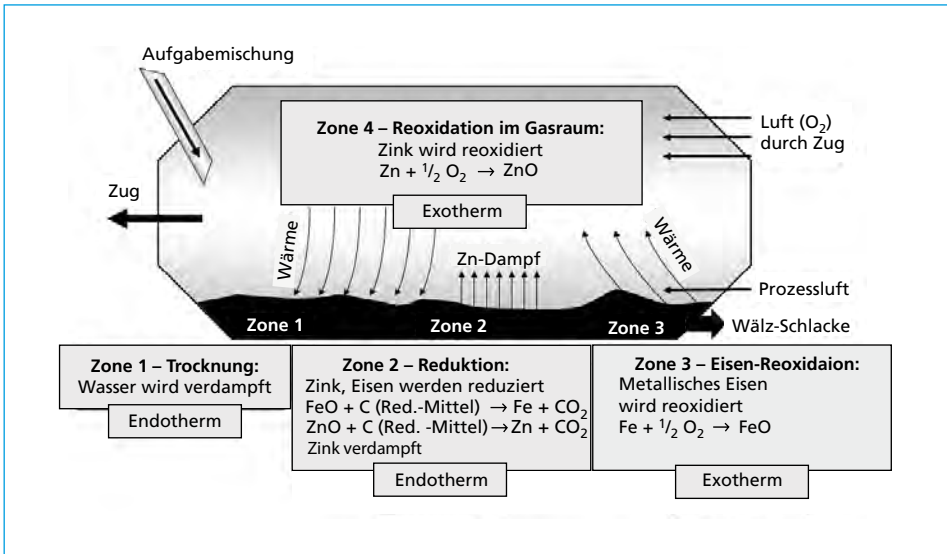 Aufgabemischung
Zone 4 – Reoxidation im Gasraum:
Zink wird reoxidiert
Zn + 1/2 O2 → ZnO
Exotherm
Luft (O2)
durch Zug
Zug
Wärme
Zn-Dampf
Wärme
Prozessluft
Zone 1
Zone 2
Zone 3
Wälz-Schlacke
Zone 1 – Trocknung:
Wasser wird verdampft
Endotherm
Zone 2 – Reduktion:
Zink, Eisen werden reduziert
FeO + C (Red.-Mittel) → Fe + CO2
ZnO + C (Red. -Mittel) → Zn + CO2
Zink verdampft
Endotherm
Zone 3 – Eisen-Reoxidaion:
Metallisches Eisen
wird reoxidiert
Fe + 1/2 O2 → FeO
Exotherm